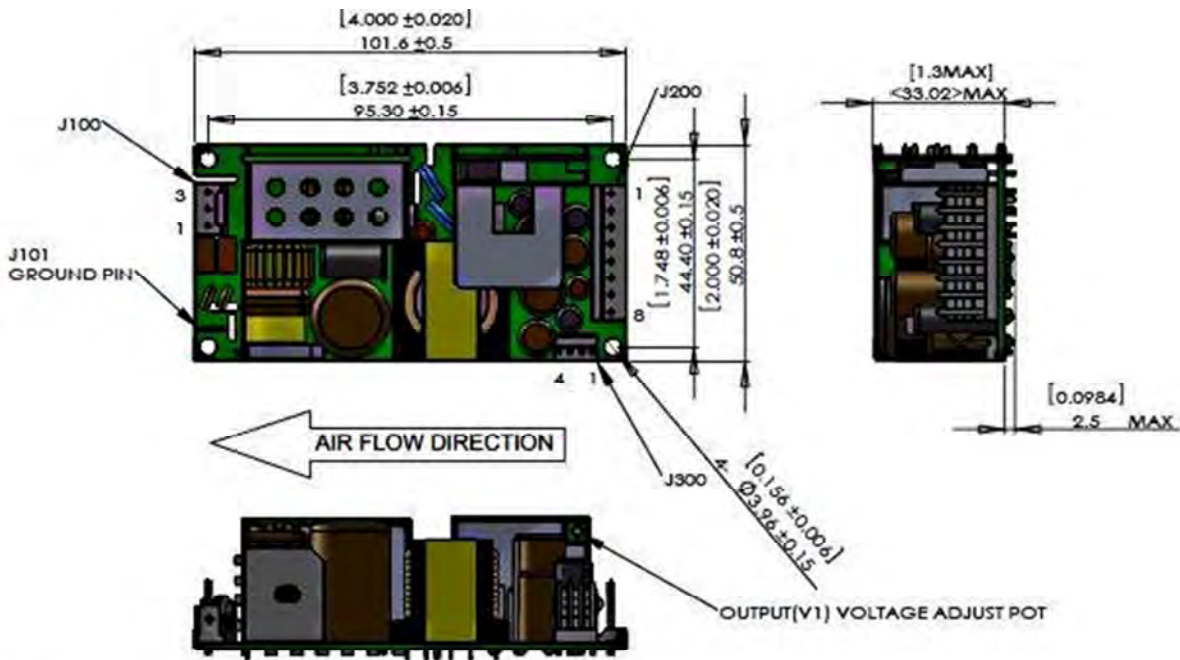 [4.000 ±0.020]
101.6 ±0.5
[3.752 ±0.006]
95.30 ±0.15
J200
J100
3
1
J101
GROUND PIN
1
8
[1.748 ±0.006]
44.40 ±0.15
[2.000 ±0.020]
50.8 ±0.5
4 1
[1.3MAX]
<33.02>MAX
[0.0984]
2.5 MAX
AIR FLOW DIRECTION
J300
[0.156 ±0.006]
4- Ø3.96 ±0.15
OUTPUT(V1) VOLTAGE ADJUST POT